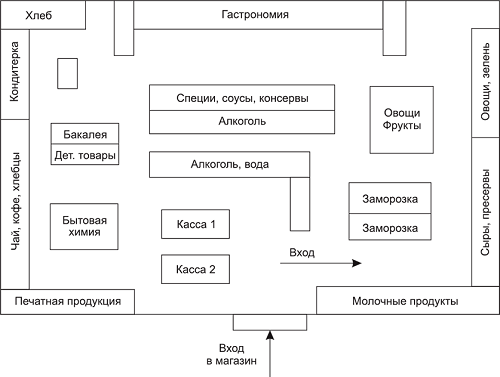 Хлеб
Гастрономия
Кондитерка
Овощи, зелень
Специи, соусы, консервы
Алкоголь
Овощи
Фрукты
Бакалея
Дет. товары
Алкоголь, вода
Чай, кофе, хлебцы
Сыры, пресервы
Заморозка
Заморозка
Бытовая
химия
Касса 1
Вход
Касса 2
Печатная продукция
Молочные продукты
Вход
в магазин